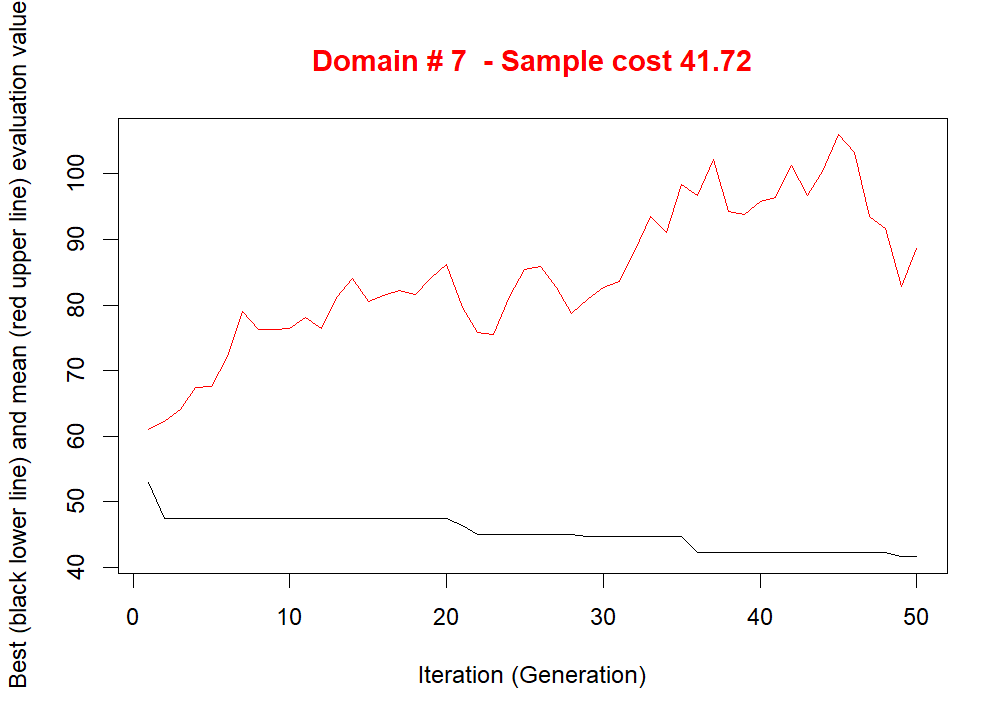 Domain # 7  - Sample cost 41.72
Best (black lower line) and mean (red upper line) evaluation value
100
90
80
70
60
50
40
0 10 20 30 40 50
Iteration (Generation)